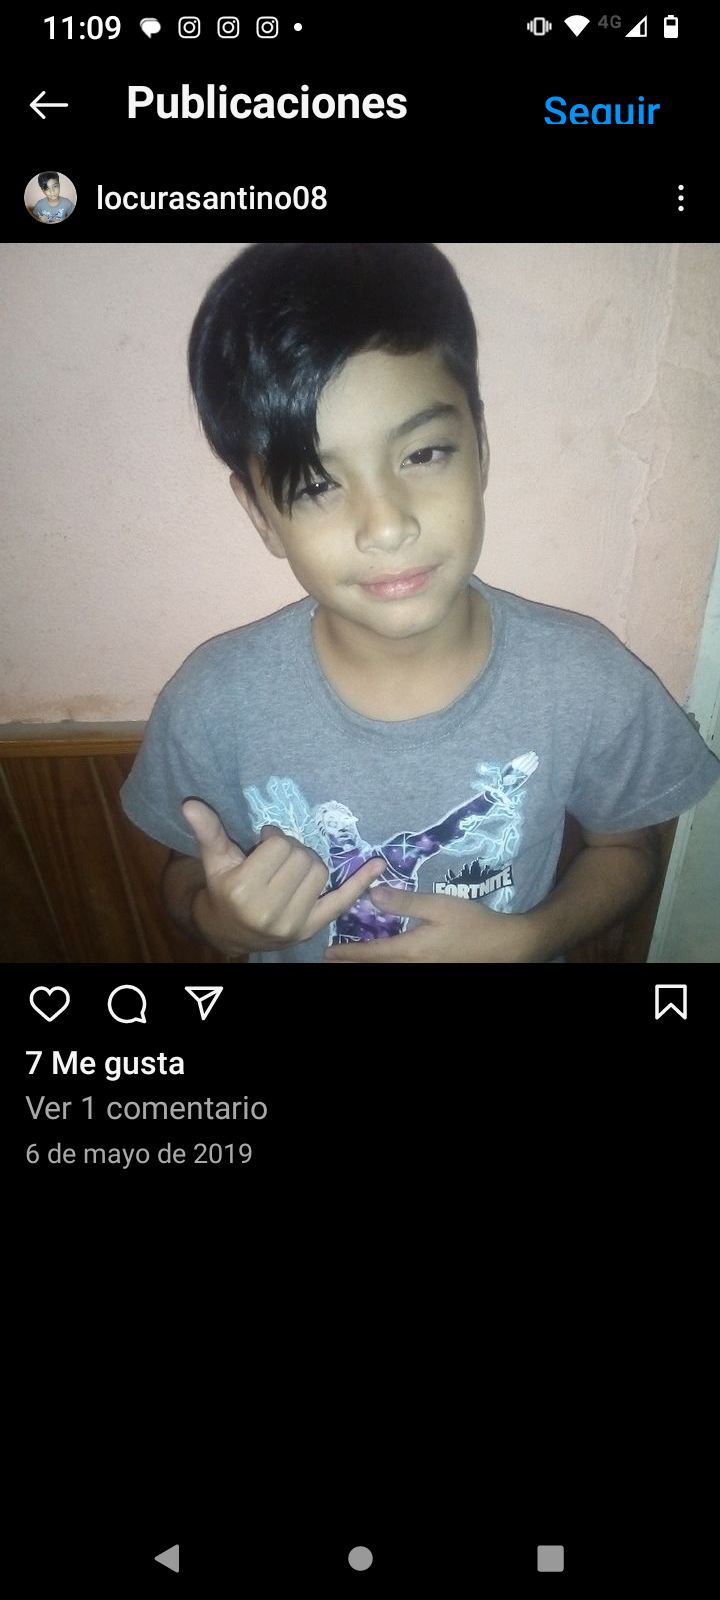 11:09
4G
Publicaciones
Seguir
locurasantino08
FORTNITE
7 Me gusta
Ver 1 comentario
6 de mayo de 2019